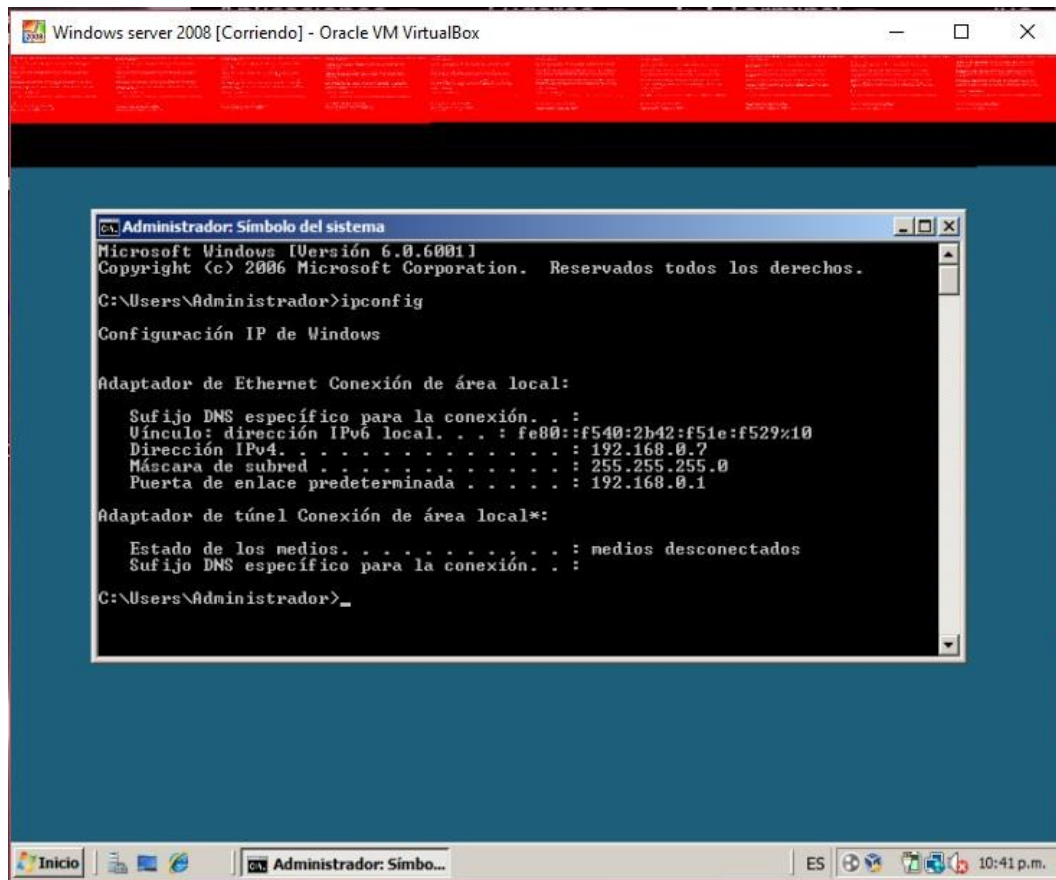 Windows server 2008 [Corriendo] - Oracle VM VirtualBox
Administrador: Símbolo del sistema
Microsoft Windows [Versión 6.0.6001]
Copyright (c) 2006 Microsoft Corporation.  Reservados todos los derechos.
C:\Users\Administrador>ipconfig
Configuración IP de Windows
Adaptador de Ethernet Conexión de área local:
Sufijo DNS específico para la conexión. . :
Vínculo: dirección IPv6 local. . . : fe80::f540:2b42:f51e:f529%10
Dirección IPv4. . . . . . . . . . . . . . : 192.168.0.7
Máscara de subred . . . . . . . . . . . . : 255.255.255.0
Puerta de enlace predeterminada . . . . . : 192.168.0.1
Adaptador de túnel Conexión de área local*:
Estado de los medios. . . . . . . . . . . : medios desconectados
Sufijo DNS específico para la conexión. . :
C:\Users\Administrador>_
Inicio
Administrador: Símbo...
ES
10:41 p.m.